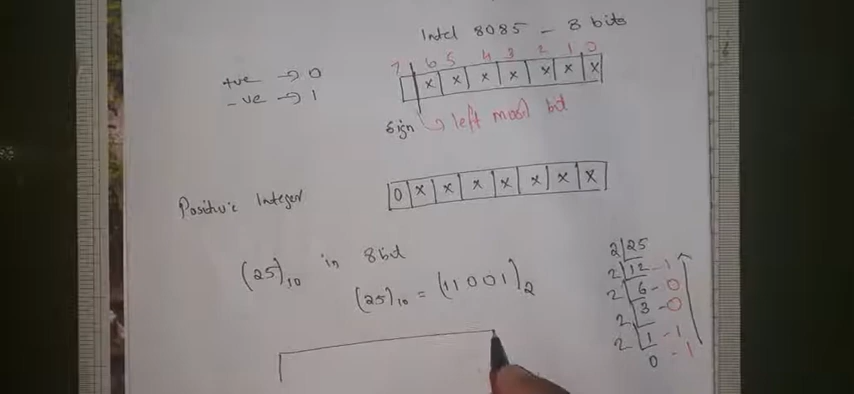 Intel 8085 - 8 bits
7 6 5 4 3 2 1 0
+ve → 0
x x x x x x x
-ve → 1
Sign → left most bit
Positive Integer
0 x x x x x x x
(25)10 in 8bit
(25)10 = (11001)2
2 25
2 12 - 1
2 6 - 0
2 3 - 0
2 1 - 1
0 - 1